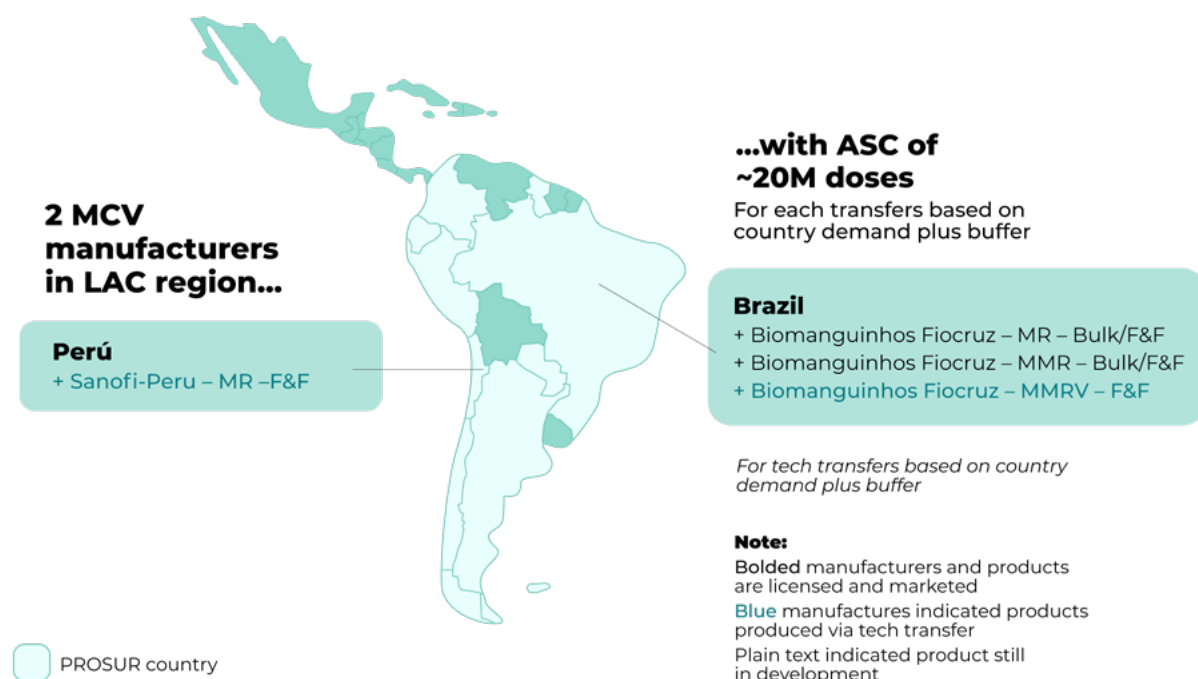 2 MCV
manufacturers
in LAC region...
Perú
+ Sanofi-Peru – MR –F&F
...with ASC of
~20M doses
For each transfers based on
country demand plus buffer
Brazil
+ Biomanguinhos Fiocruz – MR – Bulk/F&F
+ Biomanguinhos Fiocruz – MMR – Bulk/F&F
+ Biomanguinhos Fiocruz – MMRV – F&F
For tech transfers based on country
demand plus buffer
Note:
Bolded manufacturers and products
are licensed and marketed
Blue manufactures indicated products
produced via tech transfer
Plain text indicated product still
in development
PROSUR country